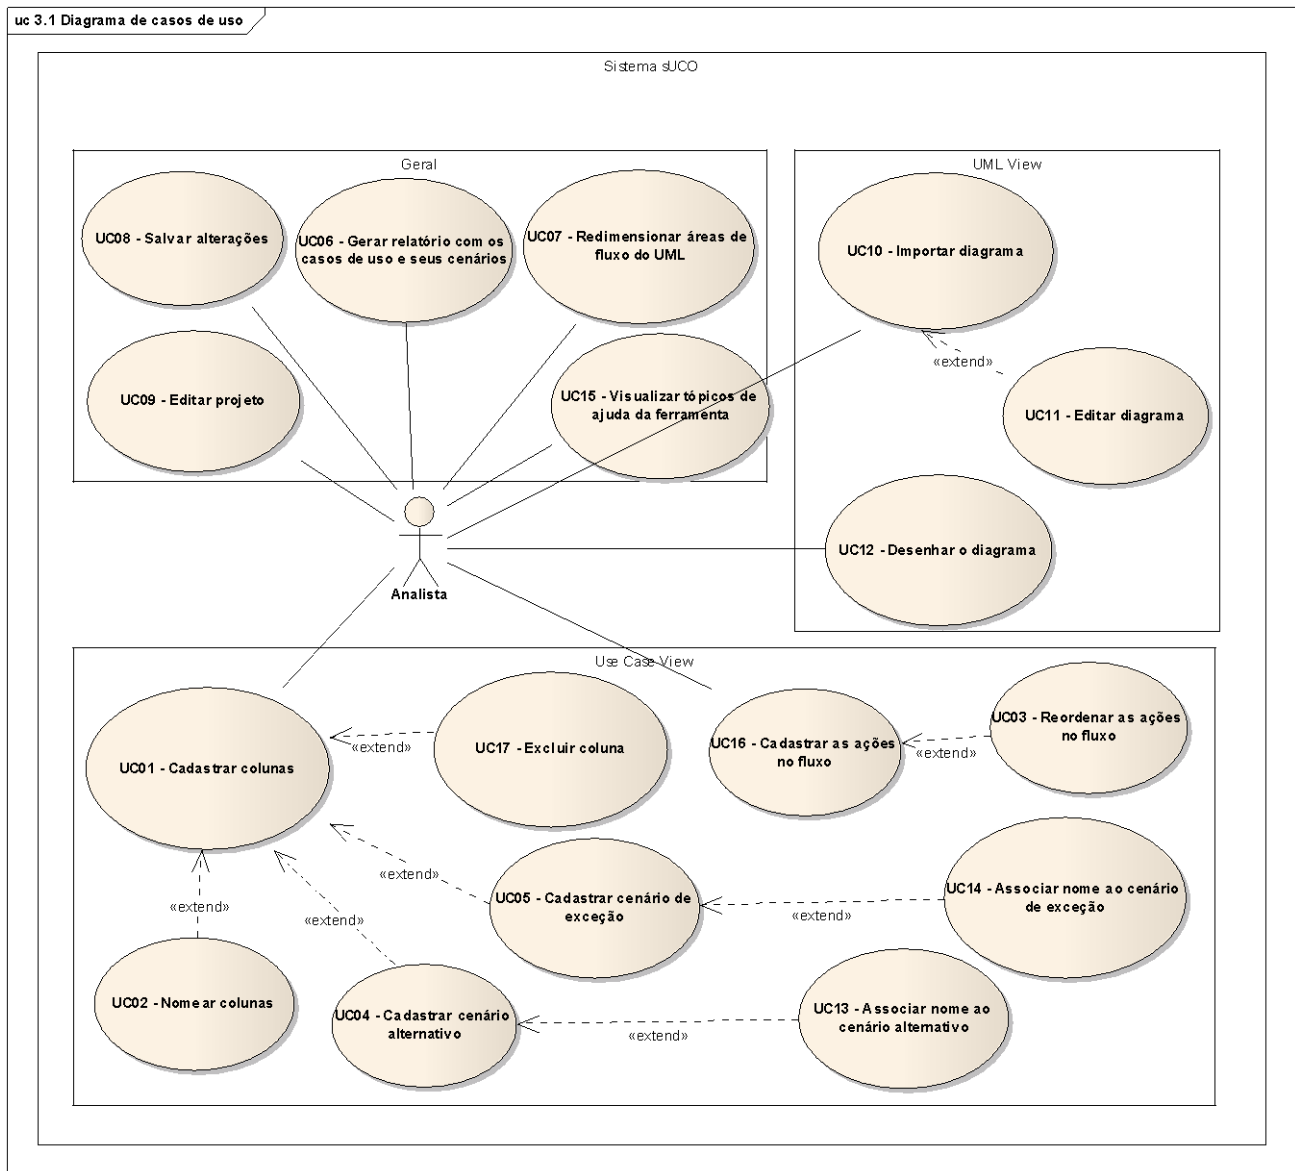 uc 3.1 Diagrama de casos de uso
Sistema sUCO
Geral
UC08 - Salvar alterações
UC06 - Gerar relatório com os
casos de uso e seus cenários
UC07 - Redimensionar áreas de
fluxo do UML
UC09 - Editar projeto
UC15 - Visualizar tópicos de
ajuda da ferramenta
UML View
UC10 - Importar diagrama
«extend»
UC11 - Editar diagrama
UC12 - Desenhar o diagrama
Analista
Use Case View
UC01 - Cadastrar colunas
«extend»
UC17 - Excluir coluna
UC16 - Cadastrar as ações
no fluxo
«extend»
UC03 - Reordenar as ações
no fluxo
«extend»
UC05 - Cadastrar cenário de
exceção
«extend»
UC14 - Associar nome ao cenário
de exceção
«extend»
«extend»
UC02 - Nomear colunas
UC04 - Cadastrar cenário
alternativo
«extend»
UC13 - Associar nome ao
cenário alternativo